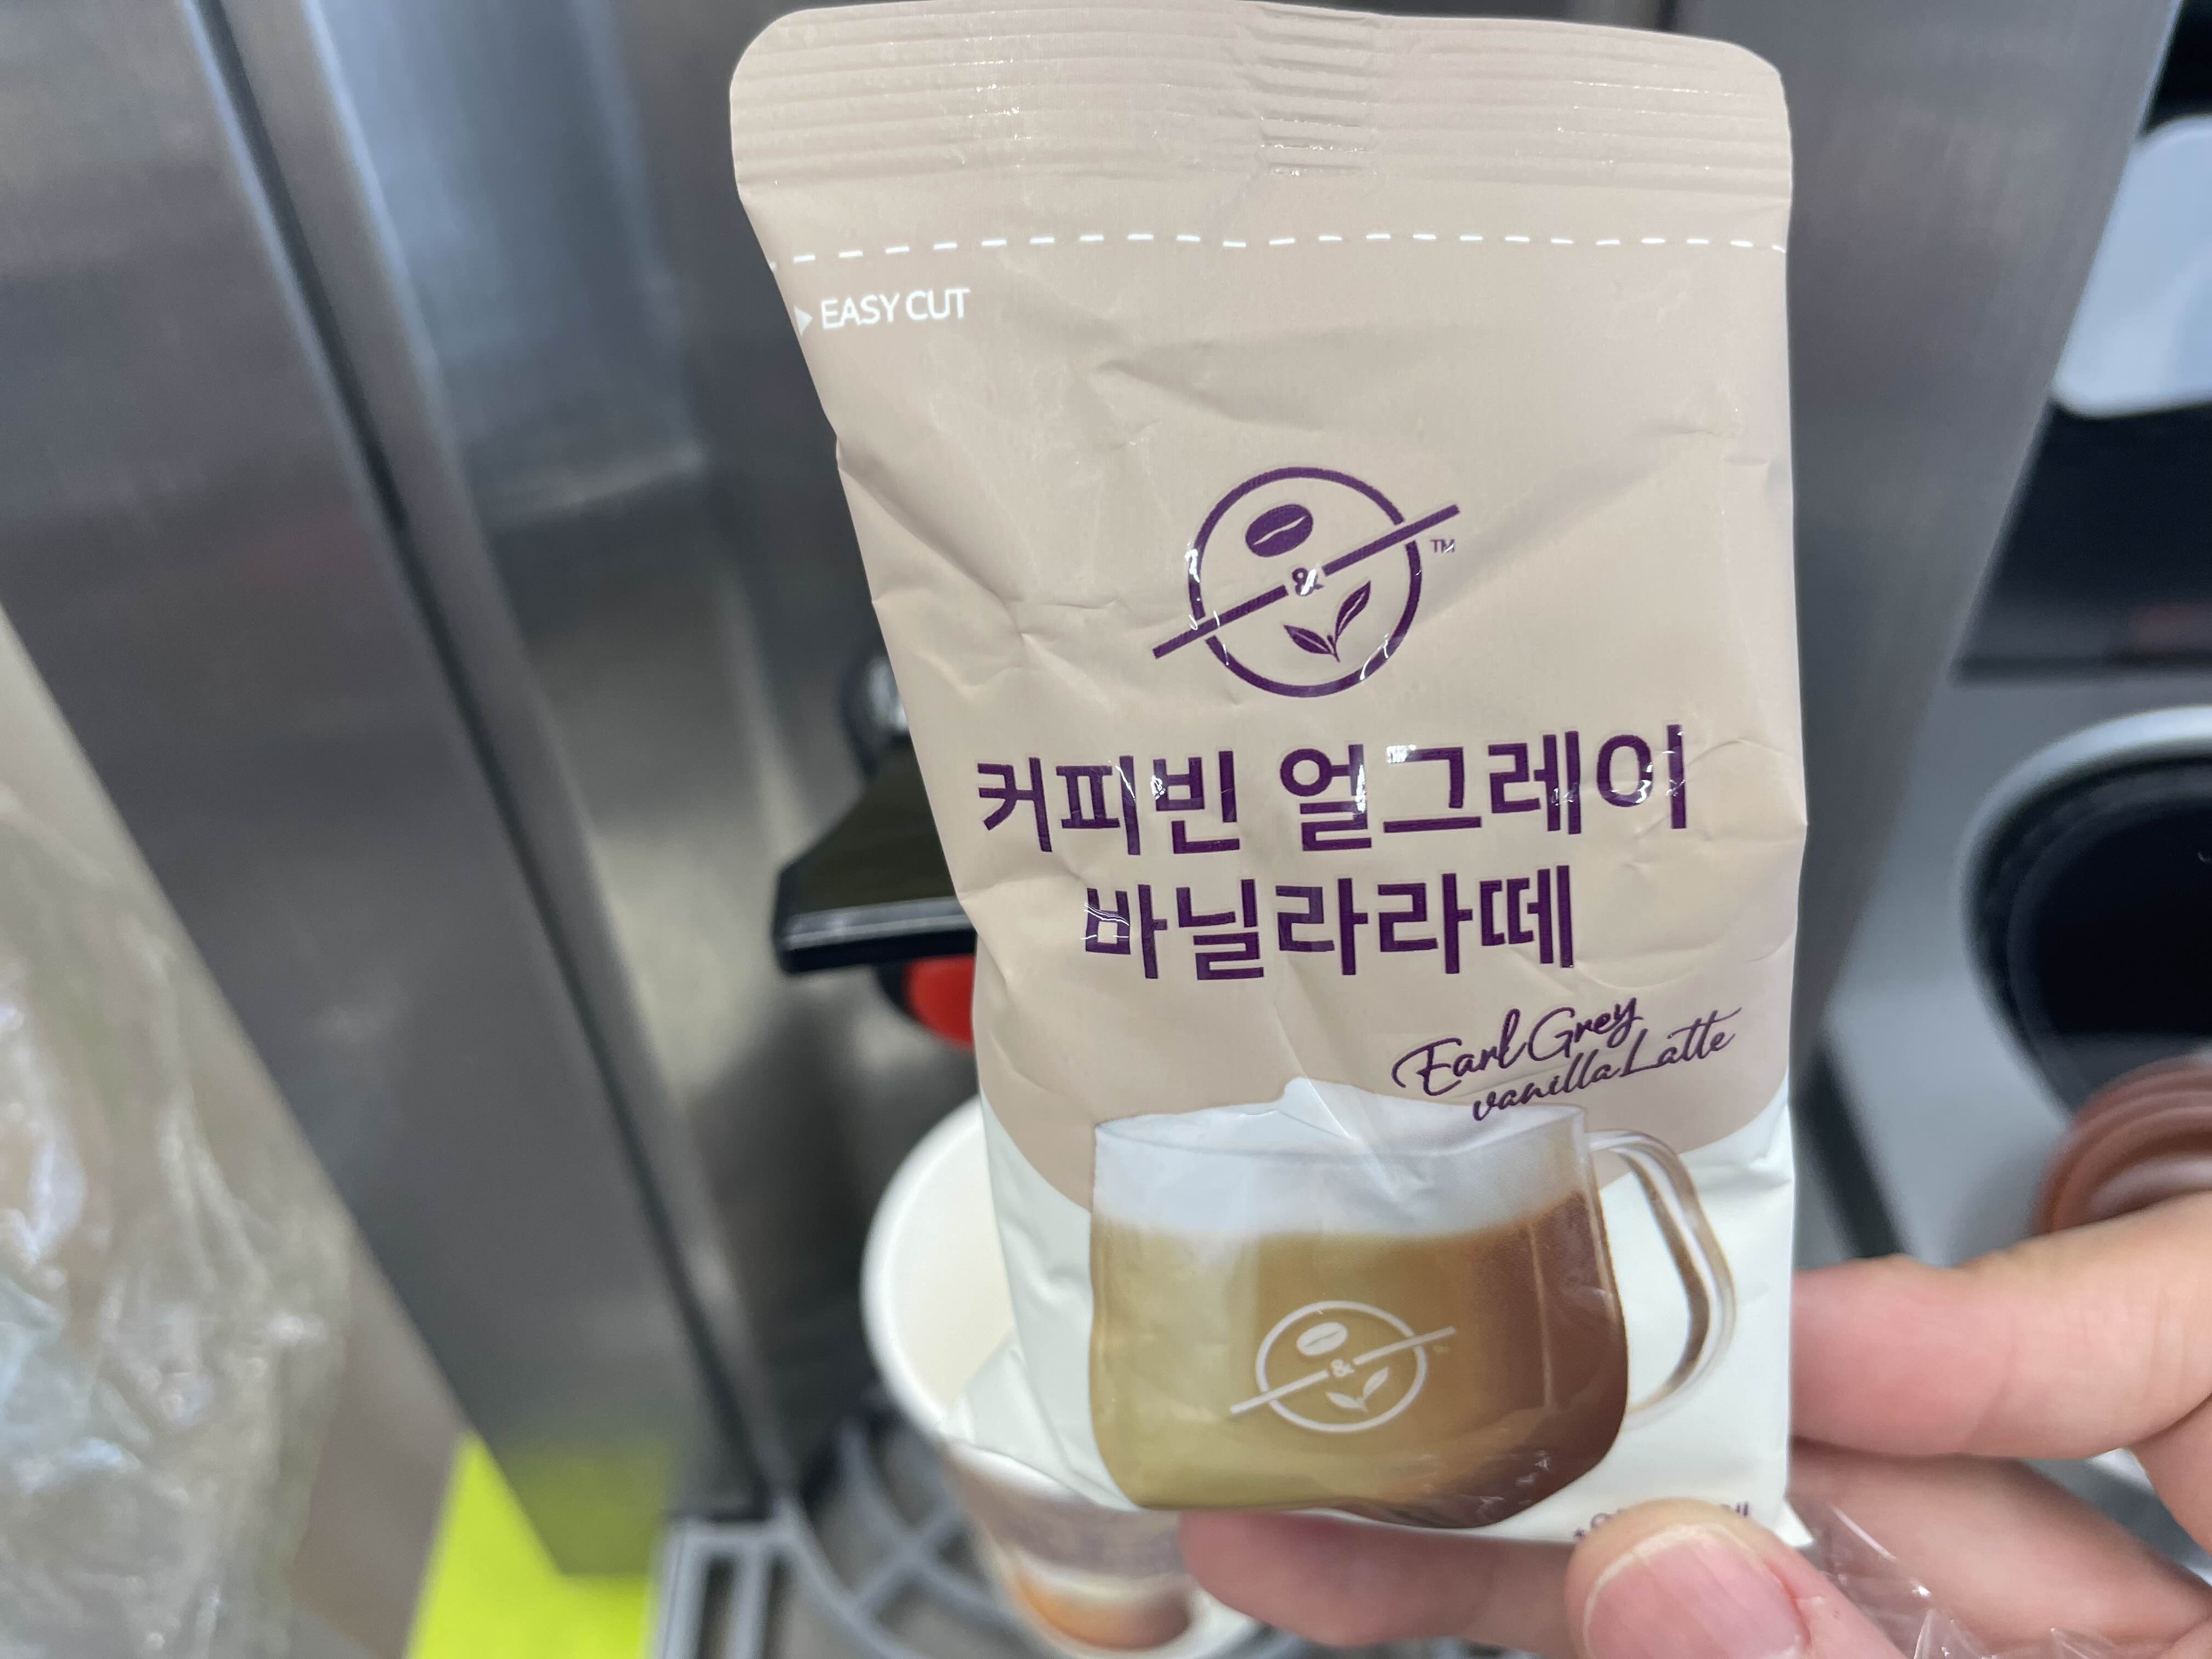 EASY CUT
&
TM
커피빈 얼그레이
바닐라라떼
Earl Grey
vanilla Latte
&